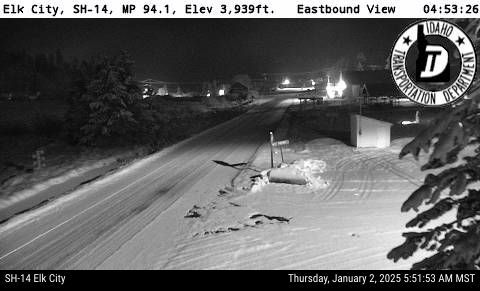 Elk City, SH-14, MP 94.1, Elev 3,939ft. Eastbound View 04:53:26
IDAHO
TRANSPORTATION DEPARTMENT
SH-14 Elk City Thursday, January 2, 2025 5:51:53 AM MST